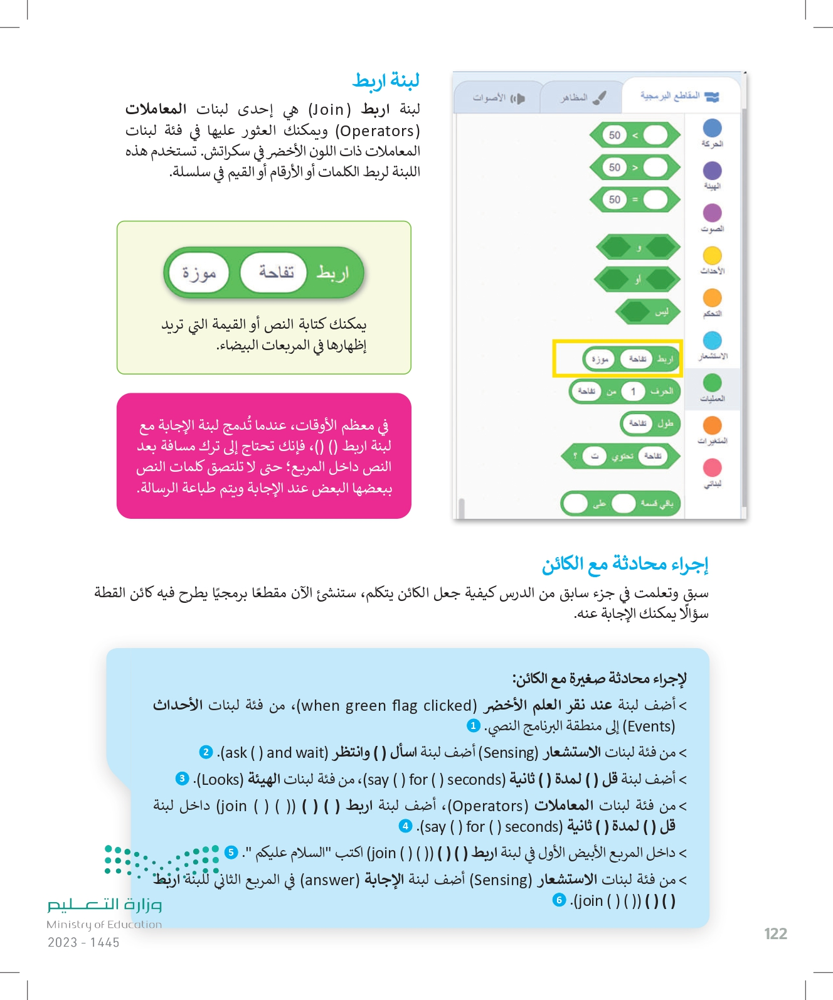 لبنة اربط
لبنة اربط (Join) هي إحدى لبنات المعاملات
(Operators) ويمكنك العثور عليها في فئة لبنات
المعاملات ذات اللون الأخضر في سكراتش. تستخدم هذه
اللبنة لربط الكلمات أو الأرقام أو القيم في سلسلة.
المقاطع البرمجية
المظاهر
الأصوات
الحركة
الهيئة
الصوت
الأحداث
التحكم
الاستشعار
العمليات
المتغيرات
لبناتي
< 50
> 50
= 50
و
أو
ليس
اربط تفاحة موزة
الحرف 1 من تفاحة
طول تفاحة
تفاحة تحتوي ت ؟
باقي قسمة على
اربط تفاحة موزة
يمكنك كتابة النص أو القيمة التي تريد
إظهارها في المربعات البيضاء.
في معظم الأوقات، عندما تُدمج لبنة الإجابة مع
لبنة اربط () ()، فإنك تحتاج إلى ترك مسافة بعد
النص داخل المربع؛ حتى لا تلتصق كلمات النص
ببعضها البعض عند الإجابة ويتم طباعة الرسالة.
إجراء محادثة مع الكائن
سبق وتعلمت في جزء سابق من الدرس كيفية جعل الكائن يتكلم، ستنشئ الآن مقطعًا برمجيًا يطرح فيه كائن القطة
سؤالًا يمكنك الإجابة عنه.
لإجراء محادثة صغيرة مع الكائن:
> أضف لبنة عند نقر العلم الأخضر (when green flag clicked)، من فئة لبنات الأحداث
(Events) إلى منطقة البرنامج النصي. 1
> من فئة لبنات الاستشعار (Sensing) أضف لبنة اسأل ( ) وانتظر (ask ( ) and wait). 2
> أضف لبنة قل ( ) لمدة ( ) ثانية (say ( ) for ( ) seconds)، من فئة لبنات الهيئة (Looks). 3
> من فئة لبنات المعاملات (Operators)، أضف لبنة اربط ( ) ( ) (join ( ) ( )) داخل لبنة
قل ( ) لمدة ( ) ثانية (say ( ) for ( ) seconds). 4
> داخل المربع الأبيض الأول في لبنة اربط ( ) ( ) (join ( ) ( )) اكتب "السلام عليكم ". 5
> من فئة لبنات الاستشعار (Sensing) أضف لبنة الإجابة (answer) في المربع الثاني للبنة اربط
( ) ( ) (join ( ) ( )). 6
وزارة التعليم
Ministry of Education
2023 - 1445
122